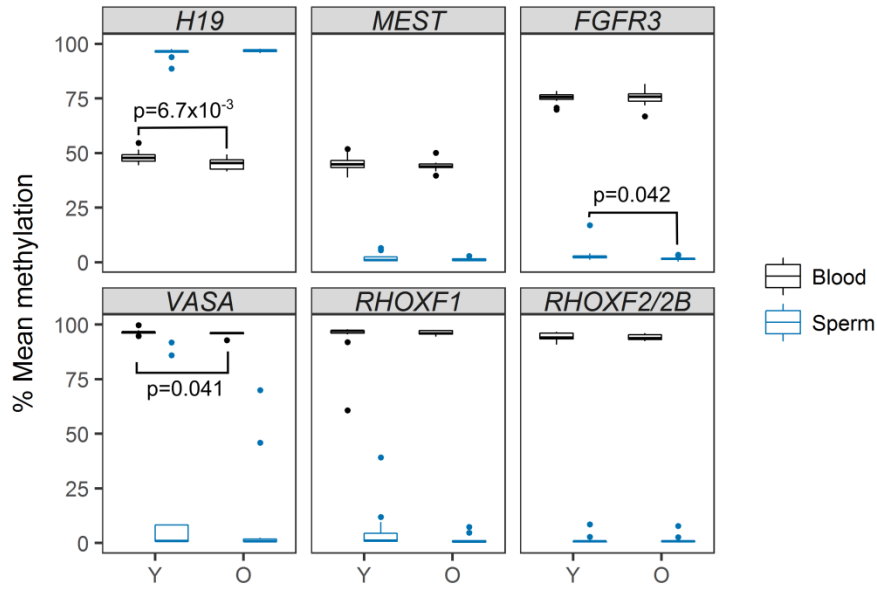 H19 MEST FGFR3
100
75
50
25
0
p=6.7x10⁻³
p=0.042
Blood
Sperm
% Mean methylation
VASA RHOXF1 RHOXF2/2B
100
75
50
25
0
p=0.041
Y O Y O Y O